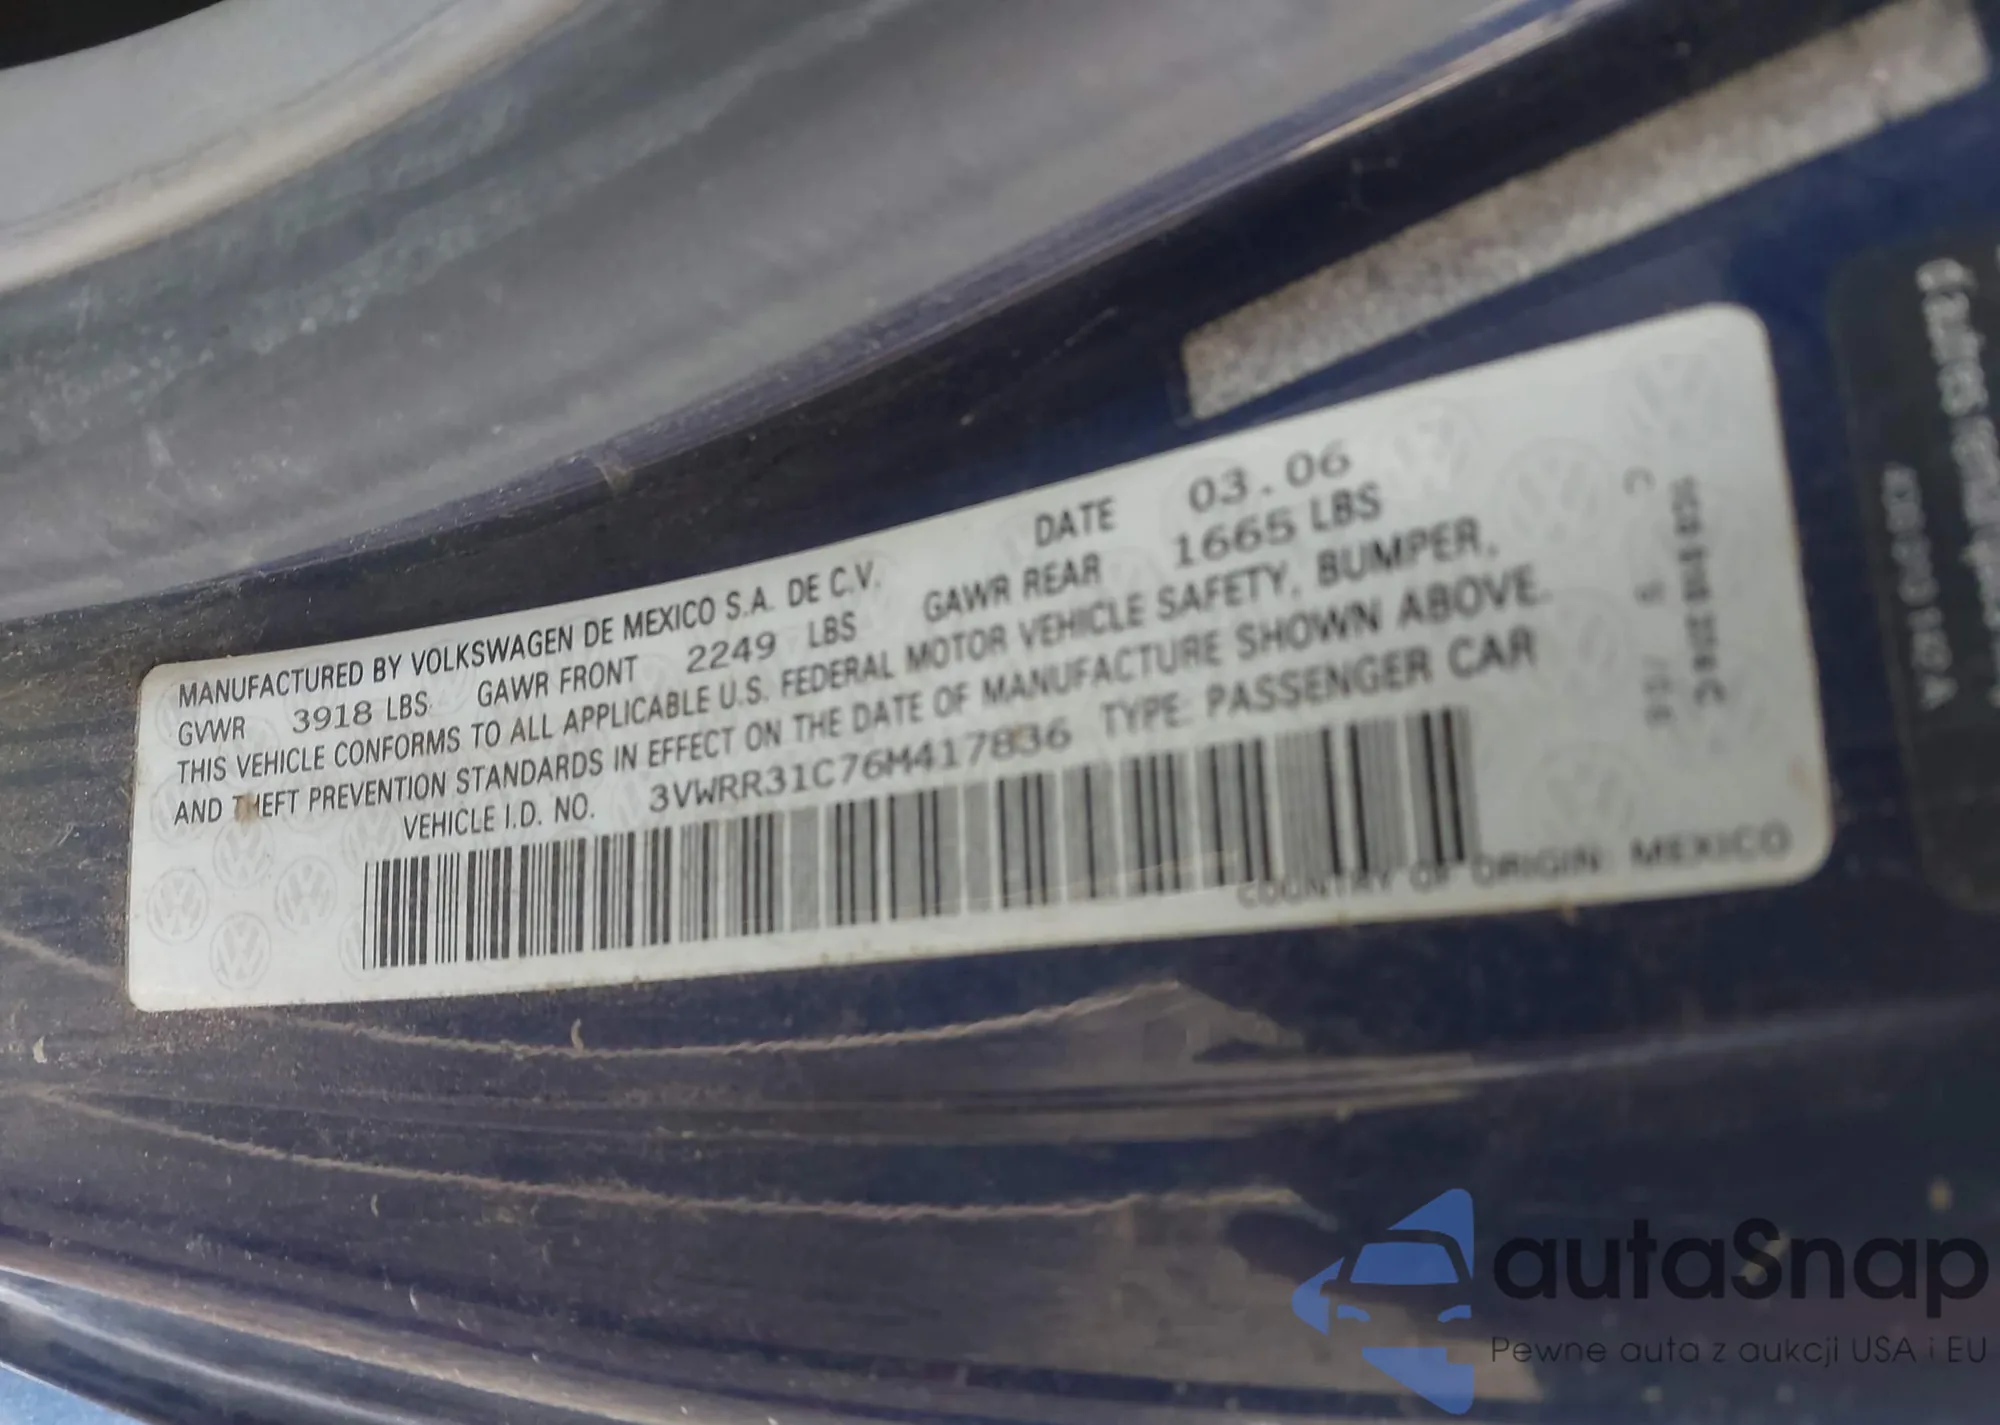 MANUFACTURED BY VOLKSWAGEN DE MEXICO S.A. DE C.V. DATE 03.06
GVWR 3918 LBS GAWR FRONT 2249 LBS GAWR REAR 1665 LBS
THIS VEHICLE CONFORMS TO ALL APPLICABLE U.S. FEDERAL MOTOR VEHICLE SAFETY, BUMPER,
AND THEFT PREVENTION STANDARDS IN EFFECT ON THE DATE OF MANUFACTURE SHOWN ABOVE.
VEHICLE I.D. NO. 3VWRR31C76M417836 TYPE: PASSENGER CAR
COUNTRY OF ORIGIN: MEXICO
autaSnap
Pewne auta z aukcji USA i EU